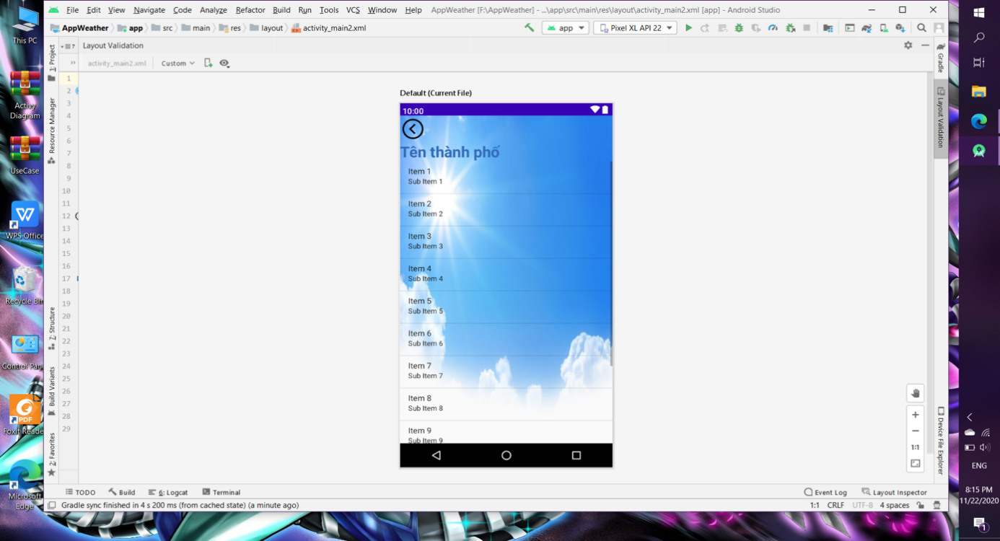 This PC
Activy Diagram
UseCase
WPS Office
Recycle Bin
Control Pan
Foxit Reade
Microsoft Edge
File Edit View Navigate Code Analyze Refactor Build Run Tools VCS Window Help AppWeather [F:\AppWeather] - ...\app\src\main\res\layout\activity_main2.xml [app] - Android Studio
AppWeather app src main res layout activity_main2.xml app Pixel XL API 22
Layout Validation
activity_main2.xml Custom
1: Project
Resource Manager
7: Structure
Build Variants
2: Favorites
1
2
3
4
5
6
7
8
9
10
11
12
13
14
15
16
17
18
19
20
21
22
23
24
25
26
27
28
29
Default (Current File)
10:00
Tên thành phố
Item 1
Sub Item 1
Item 2
Sub Item 2
Item 3
Sub Item 3
Item 4
Sub Item 4
Item 5
Sub Item 5
Item 6
Sub Item 6
Item 7
Sub Item 7
Item 8
Sub Item 8
Item 9
Sub Item 9
1:1
Gradle
Layout Validation
Device File Explorer
TODO Build 6: Logcat Terminal Event Log Layout Inspector
Gradle sync finished in 4 s 200 ms (from cached state) (a minute ago) 1:1 CRLF UTF-8 4 spaces
ENG
8:15 PM
11/22/2020
1